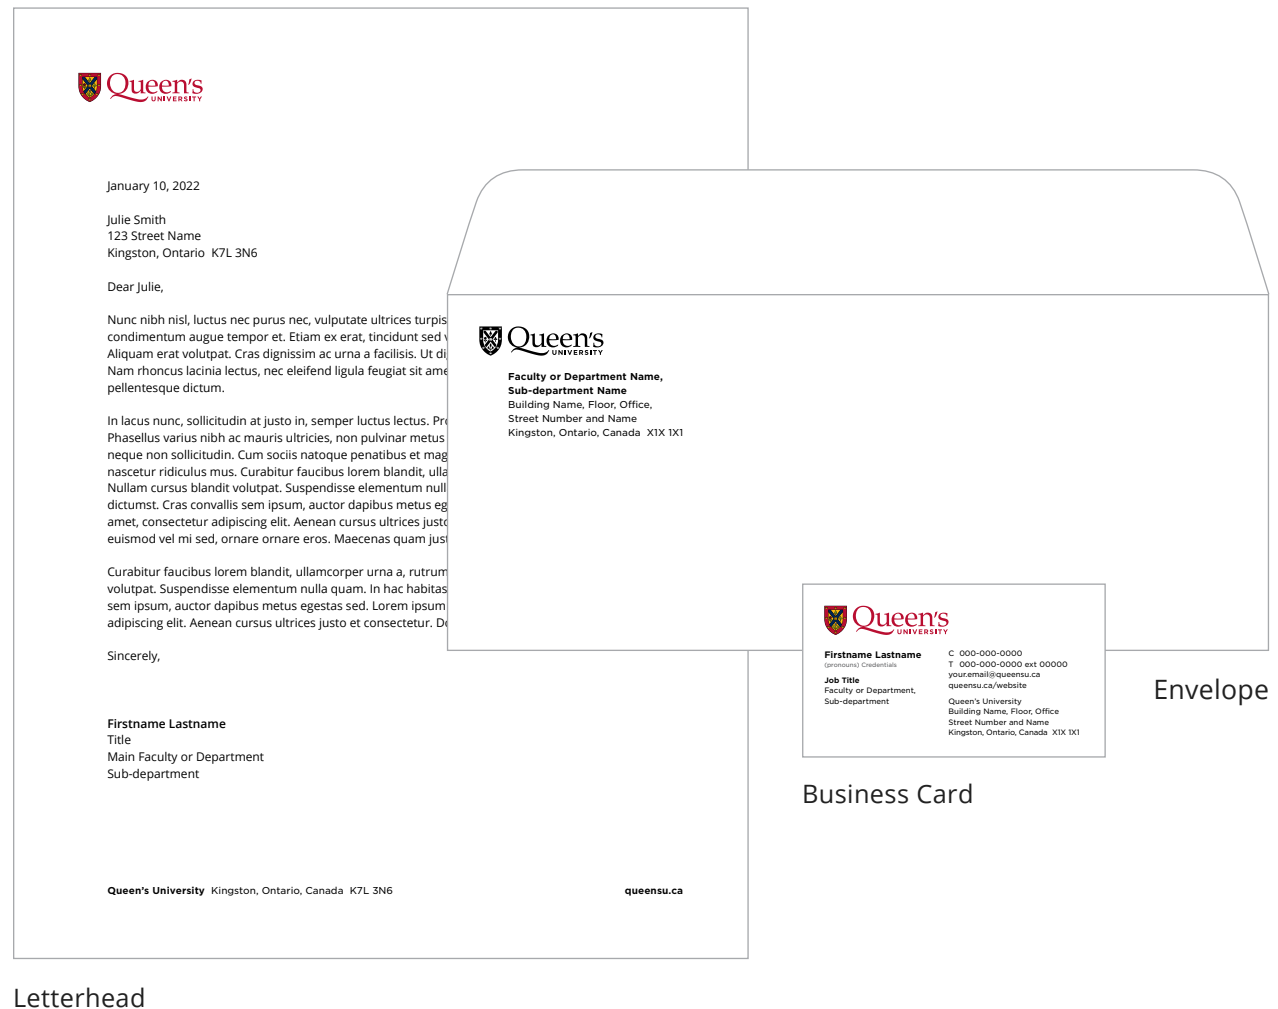 Queen's
UNIVERSITY
January 10, 2022
Julie Smith
123 Street Name
Kingston, Ontario K7L 3N6
Dear Julie,
Nunc nibh nisl, luctus nec purus nec, vulputate ultrices turpis
condimentum augue tempor et. Etiam ex erat, tincidunt sed
Aliquam erat volutpat. Cras dignissim ac urna a facilisis. Ut
Nam rhoncus lacinia lectus, nec eleifend ligula feugiat sit
pellentesque dictum.
In lacus nunc, sollicitudin at justo in, semper luctus lectus.
Phasellus varius nibh ac mauris ultricies, non pulvinar metus
neque non sollicitudin. Cum sociis natoque penatibus et
nascetur ridiculus mus. Curabitur faucibus lorem blandit,
Nullam cursus blandit volutpat. Suspendisse elementum
dictumst. Cras convallis sem ipsum, auctor dapibus metus
amet, consectetur adipiscing elit. Aenean cursus ultrices
euismod vel mi sed, ornare ornare eros. Maecenas quam
Curabitur faucibus lorem blandit, ullamcorper urna a, rutrum
volutpat. Suspendisse elementum nulla quam. In hac
sem ipsum, auctor dapibus metus egestas sed. Lorem ipsum
adipiscing elit. Aenean cursus ultrices justo et consectetur.
Sincerely,
Firstname Lastname
Title
Main Faculty or Department
Sub-department
Queen's University Kingston, Ontario, Canada K7L 3N6
queensu.ca
Letterhead
Queen's
UNIVERSITY
Faculty or Department Name,
Sub-department Name
Building Name, Floor, Office,
Street Number and Name
Kingston, Ontario, Canada X1X 1X1
Envelope
Queen's
UNIVERSITY
Firstname Lastname
(pronouns) Credentials
Job Title
Faculty or Department,
Sub-department
C 000-000-0000
T 000-000-0000 ext 00000
your.email@queensu.ca
queensu.ca/website
Queen's University
Building Name, Floor, Office
Street Number and Name
Kingston, Ontario, Canada X1X 1X1
Business Card